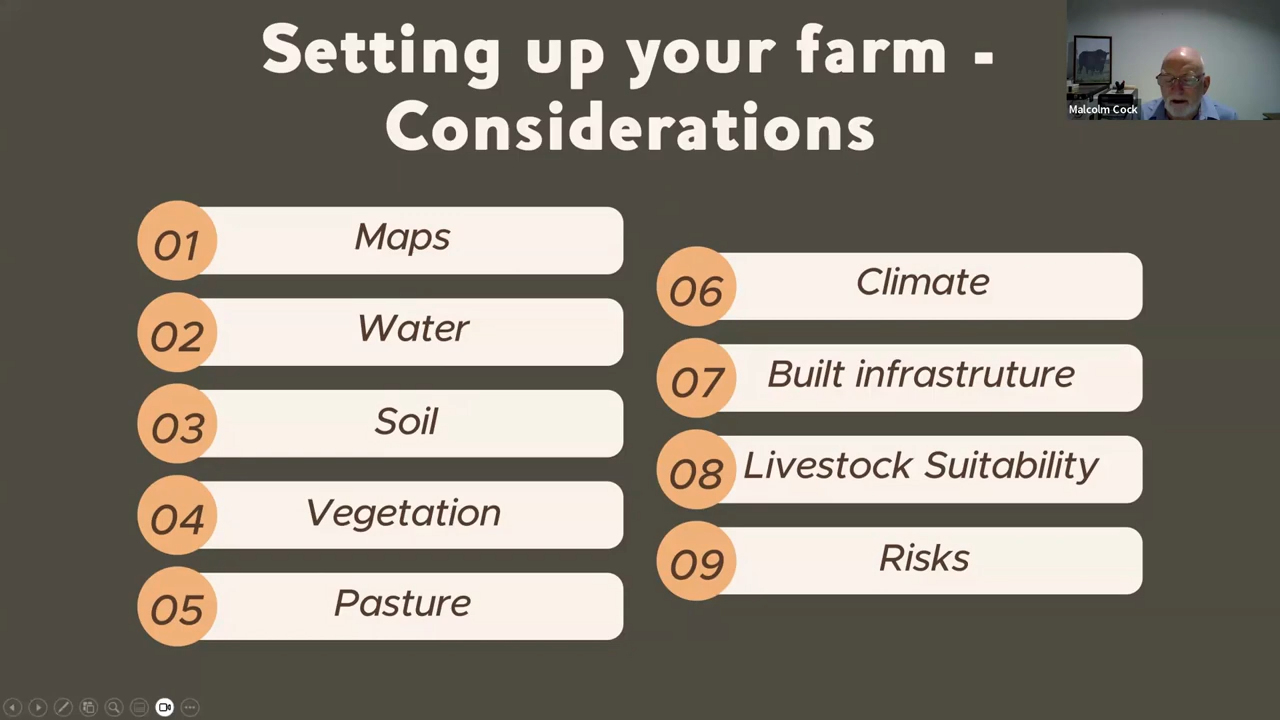 Setting up your farm -
Considerations
Malcolm Cock
01 Maps
02 Water
03 Soil
04 Vegetation
05 Pasture
06 Climate
07 Built infrastruture
08 Livestock Suitability
09 Risks